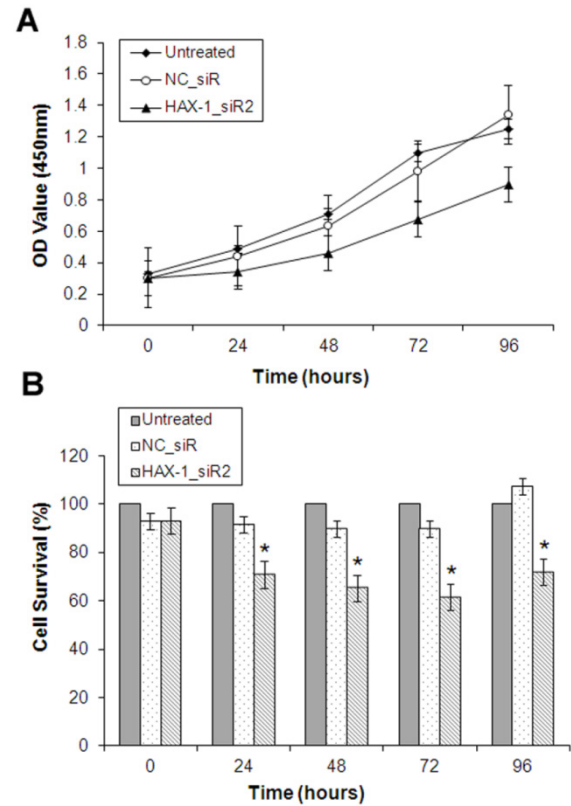 A
Untreated
NC_siR
HAX-1_siR2
OD Value (450nm)
1.8
1.6
1.4
1.2
1
0.8
0.6
0.4
0.2
0
0 24 48 72 96
Time (hours)
B
Untreated
NC_siR
HAX-1_siR2
Cell Survival (%)
120
100
80
60
40
20
0
* * * *
0 24 48 72 96
Time (hours)